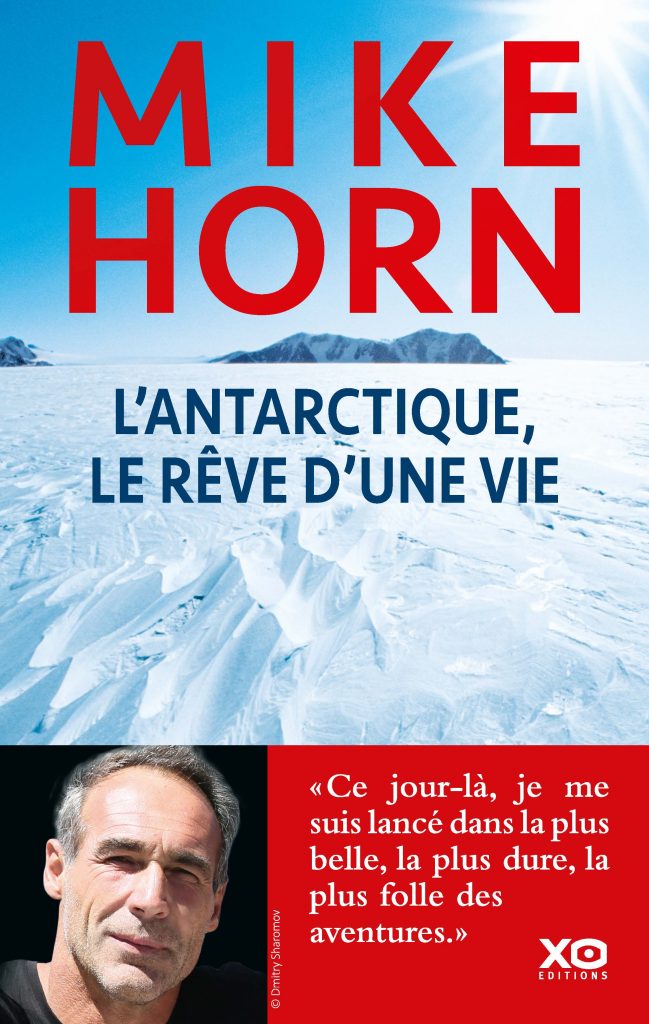 MIKE
HORN
L'ANTARCTIQUE,
LE RÊVE D'UNE VIE
«Ce jour-là, je me
suis lancé dans la plus
belle, la plus dure, la
plus folle des
aventures.»
© Dmitry Sharomov
XO
EDITIONS